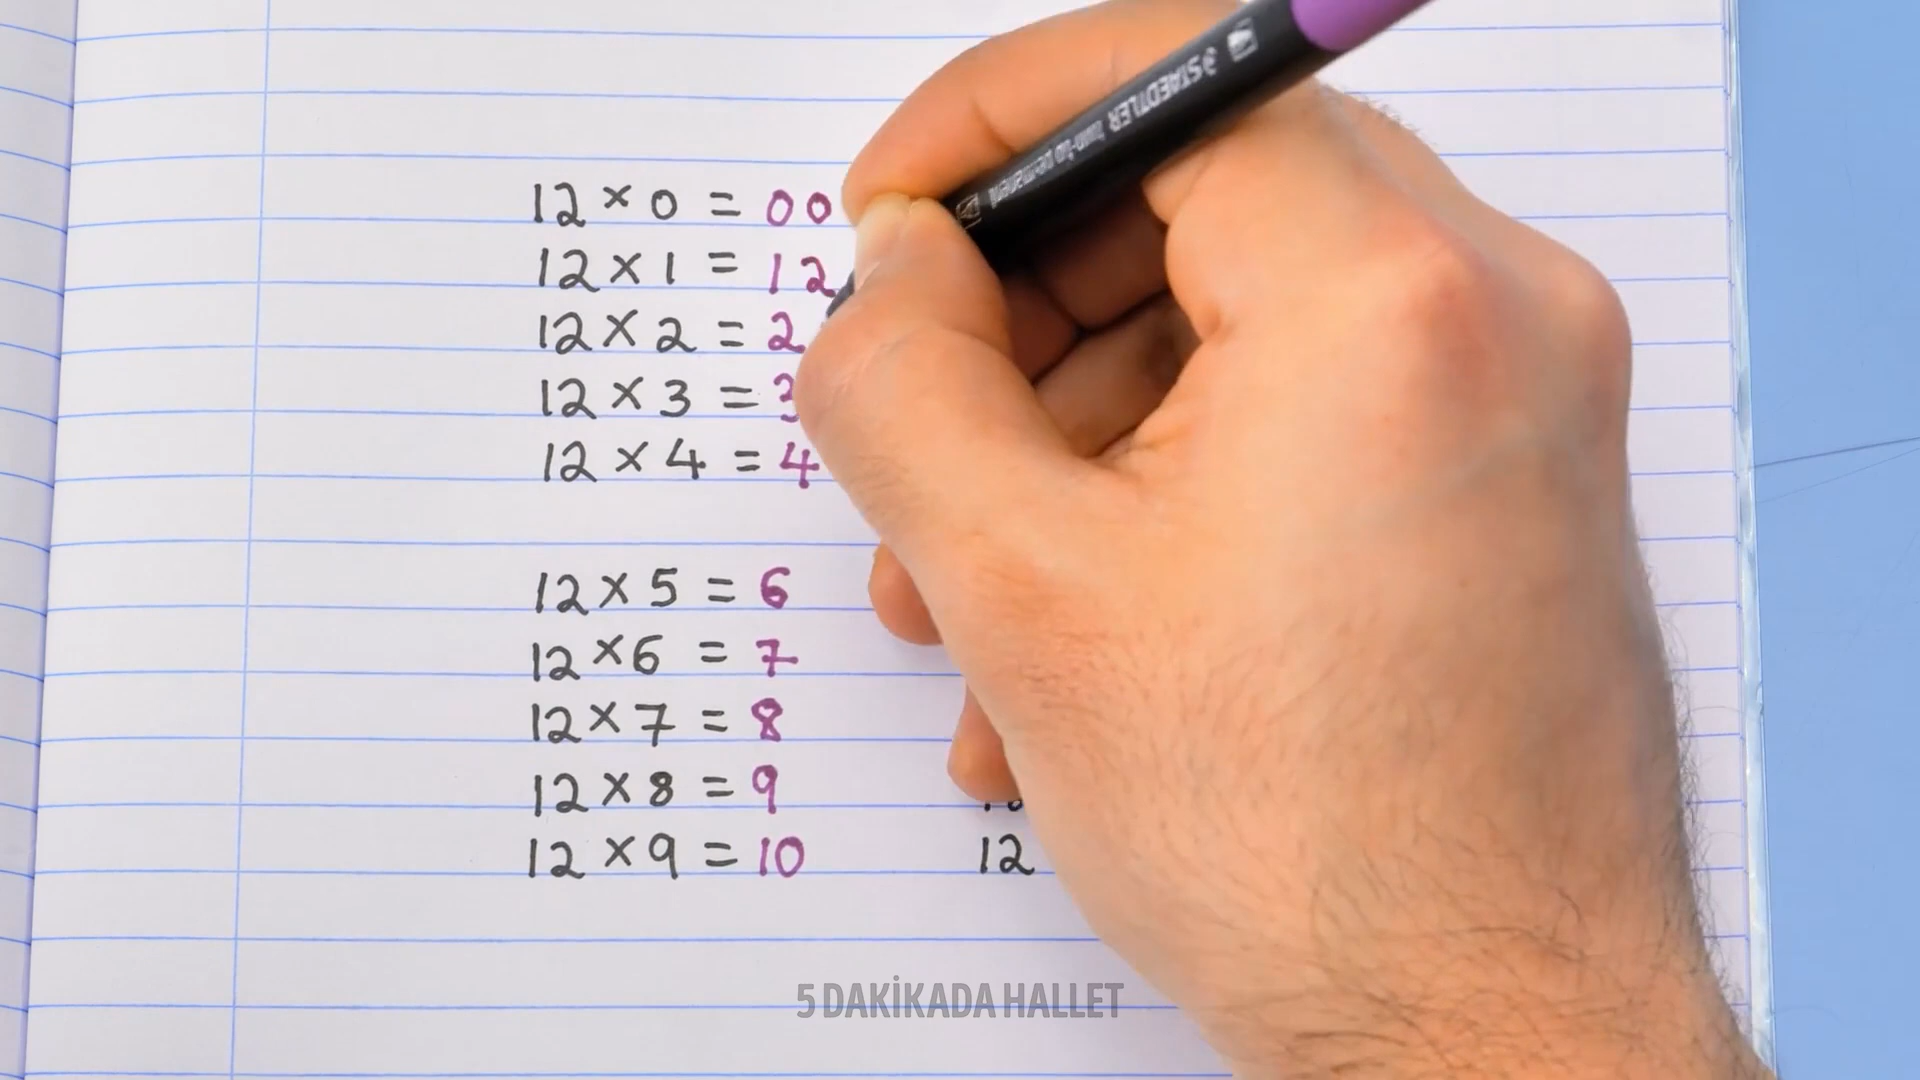 STAEDTLER
12 × 0 = 00
12 × 1 = 12
12 × 2 = 2
12 × 3 = 3
12 × 4 = 4
12 × 5 = 6
12 × 6 = 7
12 × 7 = 8
12 × 8 = 9
12 × 9 = 10
12
5 DAKİKADA HALLET